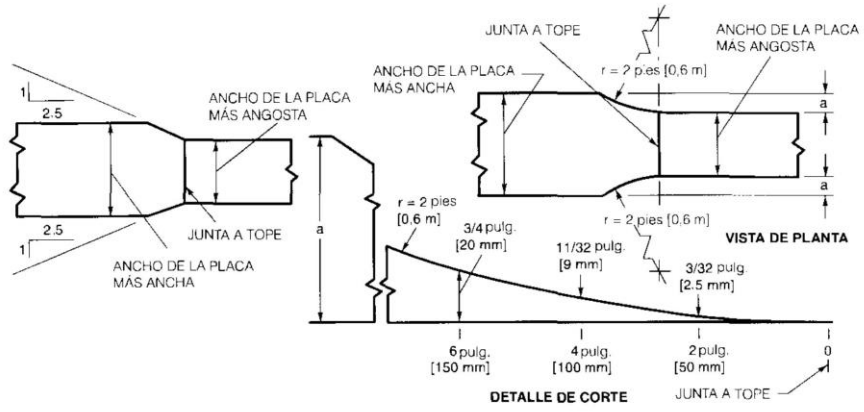 1
2.5
ANCHO DE LA PLACA
MÁS ANGOSTA
JUNTA A TOPE
2.5
1
ANCHO DE LA PLACA
MÁS ANCHA
JUNTA A TOPE
r = 2 pies [0,6 m]
ANCHO DE LA PLACA
MÁS ANGOSTA
ANCHO DE LA PLACA
MÁS ANCHA
a
a
r = 2 pies [0,6 m]
VISTA DE PLANTA
a
r = 2 pies
[0,6 m]
3/4 pulg.
[20 mm]
11/32 pulg.
[9 mm]
3/32 pulg.
[2.5 mm]
6 pulg.
[150 mm]
4 pulg.
[100 mm]
2 pulg.
[50 mm]
0
DETALLE DE CORTE
JUNTA A TOPE